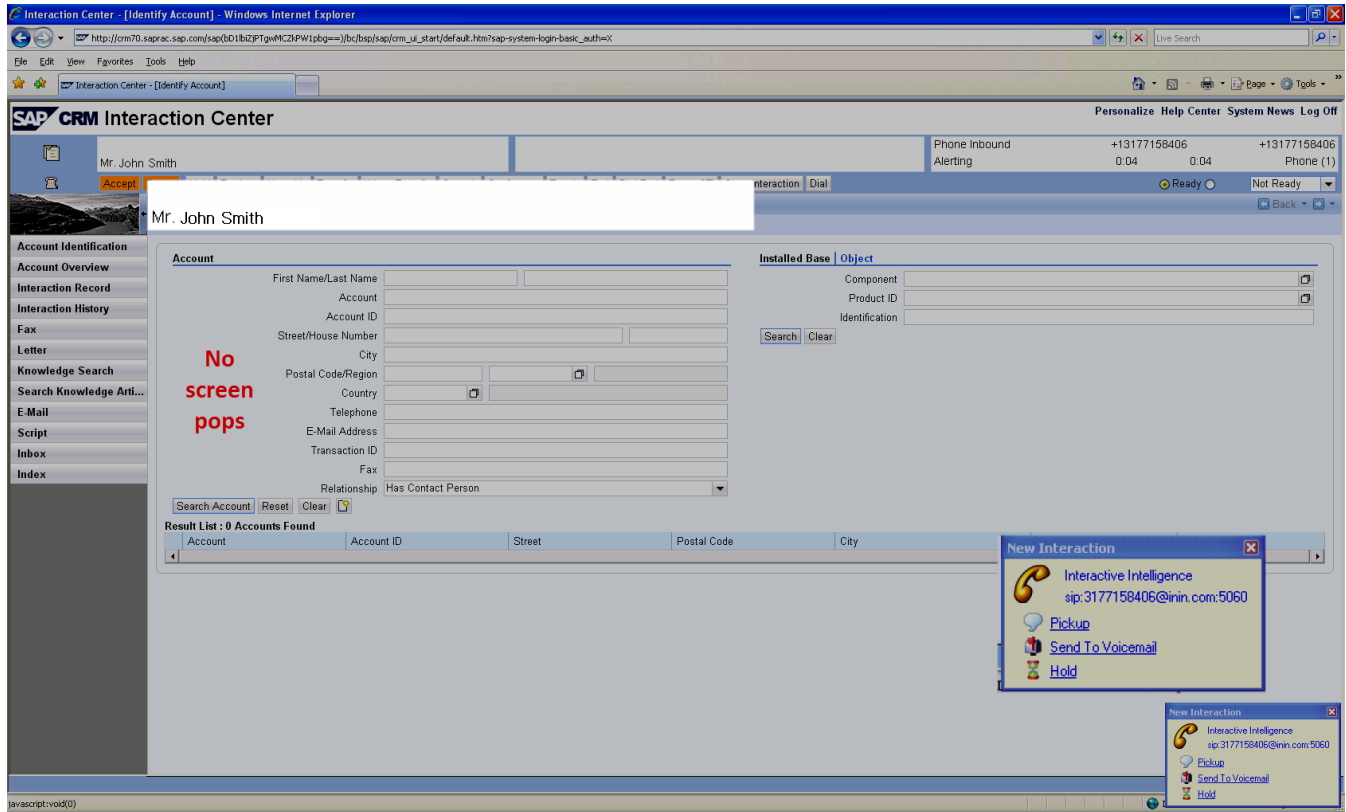 Interaction Center - [Identify Account] - Windows Internet Explorer
http://crm70.saprac.sap.com/sap(bD1lbiZjPTgwMCZkPW1pbg==)/bc/bsp/sap/crm_ui_start/default.htm?sap-system-login-basic_auth=X
Live Search
File Edit View Favorites Tools Help
Interaction Center - [Identify Account]
Page Tools
SAP CRM Interaction Center
Personalize Help Center System News Log Off
Mr. John Smith
Phone Inbound +13177158406 +13177158406
Alerting 0:04 0:04 Phone (1)
Accept
nteraction Dial
Ready
Not Ready
Mr. John Smith
Back
Account Identification
Account Overview
Interaction Record
Interaction History
Fax
Letter
Knowledge Search
Search Knowledge Arti...
E-Mail
Script
Inbox
Index
Account
First Name/Last Name
Account
Account ID
Street/House Number
City
Postal Code/Region
Country
Telephone
E-Mail Address
Transaction ID
Fax
Relationship Has Contact Person
No
screen
pops
Search Account Reset Clear
Installed Base Object
Component
Product ID
Identification
Search Clear
Result List : 0 Accounts Found
Account Account ID Street Postal Code City
New Interaction
Interactive Intelligence
sip:3177158406@inin.com:5060
Pickup
Send To Voicemail
Hold
New Interaction
Interactive Intelligence
sip:3177158406@inin.com:5060
Pickup
Send To Voicemail
Hold
javascript:void(0)